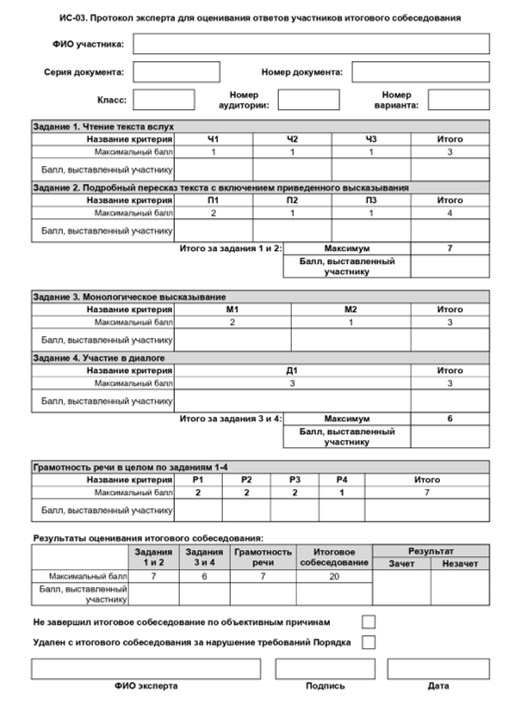 ИС-03. Протокол эксперта для оценивания ответов участников итогового собеседования
ФИО участника:
Серия документа: Номер документа:
Класс: Номер аудитории: Номер варианта:
Задание 1. Чтение текста вслух
Название критерия Ч1 Ч2 Ч3 Итого
Максимальный балл 1 1 1 3
Балл, выставленный участнику
Задание 2. Подробный пересказ текста с включением приведенного высказывания
Название критерия П1 П2 П3 Итого
Максимальный балл 2 1 1 4
Балл, выставленный участнику
Итого за задания 1 и 2: Максимум 7
Балл, выставленный
участнику
Задание 3. Монологическое высказывание
Название критерия М1 М2 Итого
Максимальный балл 2 1 3
Балл, выставленный участнику
Задание 4. Участие в диалоге
Название критерия Д1 Итого
Максимальный балл 3 3
Балл, выставленный участнику
Итого за задания 3 и 4: Максимум 6
Балл, выставленный
участнику
Грамотность речи в целом по заданиям 1-4
Название критерия Р1 Р2 Р3 Р4 Итого
Максимальный балл 2 2 2 1 7
Балл, выставленный участнику
Результаты оценивания итогового собеседования:
Задания 1 и 2 Задания 3 и 4 Грамотность речи Итоговое собеседование Результат
Зачет Незачет
Максимальный балл 7 6 7 20
Балл, выставленный
участнику
Не завершил итоговое собеседование по объективным причинам
Удален с итогового собеседования за нарушение требований Порядка
ФИО эксперта Подпись Дата